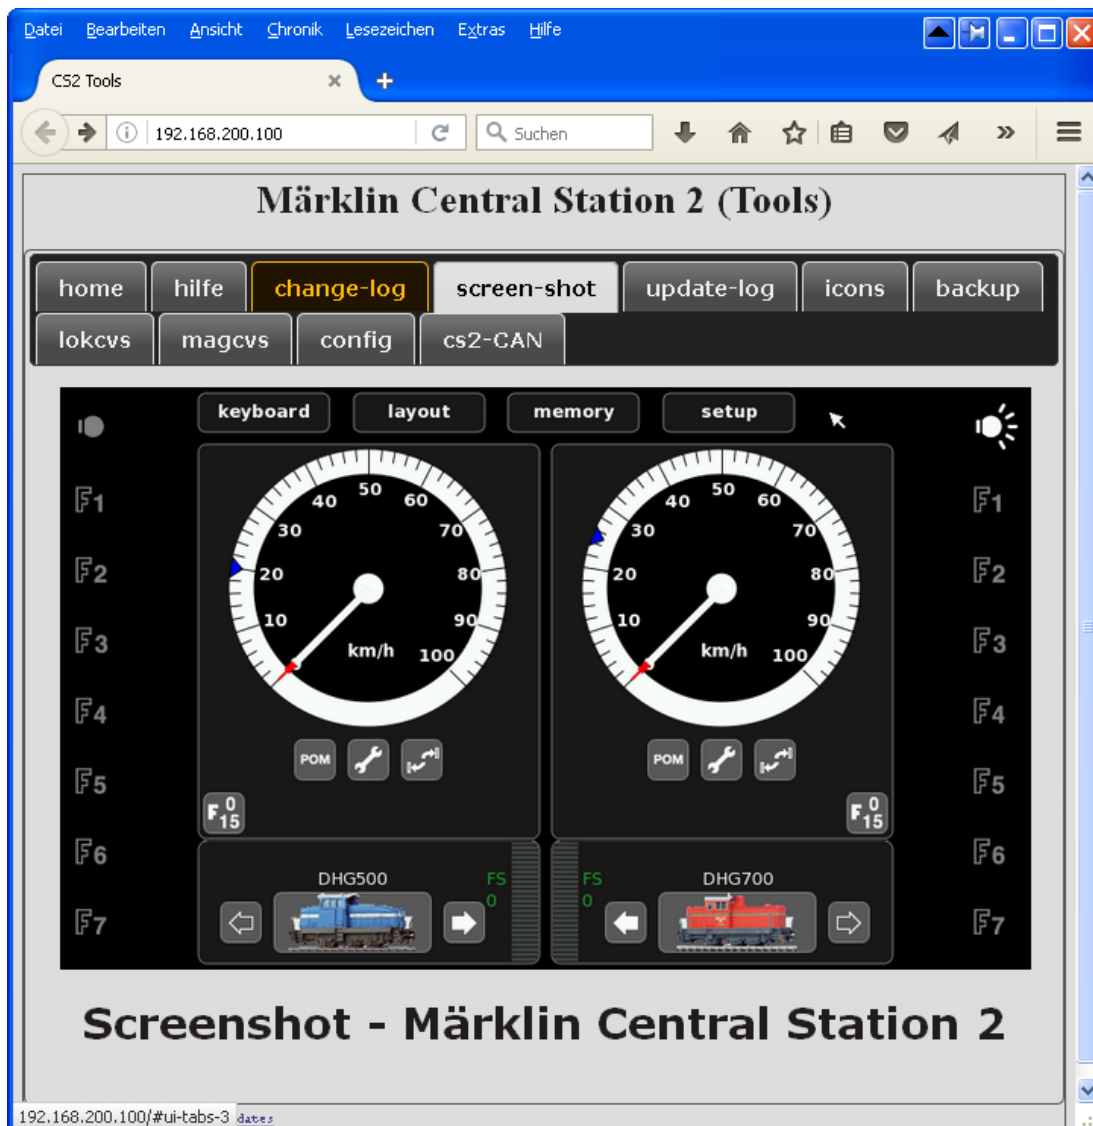 Datei Bearbeiten Ansicht Chronik Lesezeichen Extras Hilfe
CS2 Tools
192.168.200.100 Suchen
Märklin Central Station 2 (Tools)
home hilfe change-log screen-shot update-log icons backup
lokcvs magcvs config cs2-CAN
keyboard layout memory setup
F1 F1
F2 F2
F3 F3
F4 F4
F5 F5
F6 F6
F7 F7
10 20 30 40 50 60 70 80 90 100
km/h
10 20 30 40 50 60 70 80 90 100
km/h
POM POM
F 0 15 F 0 15
DHG500 FS 0
FS 0 DHG700
Screenshot - Märklin Central Station 2
192.168.200.100/#ui-tabs-3 dates